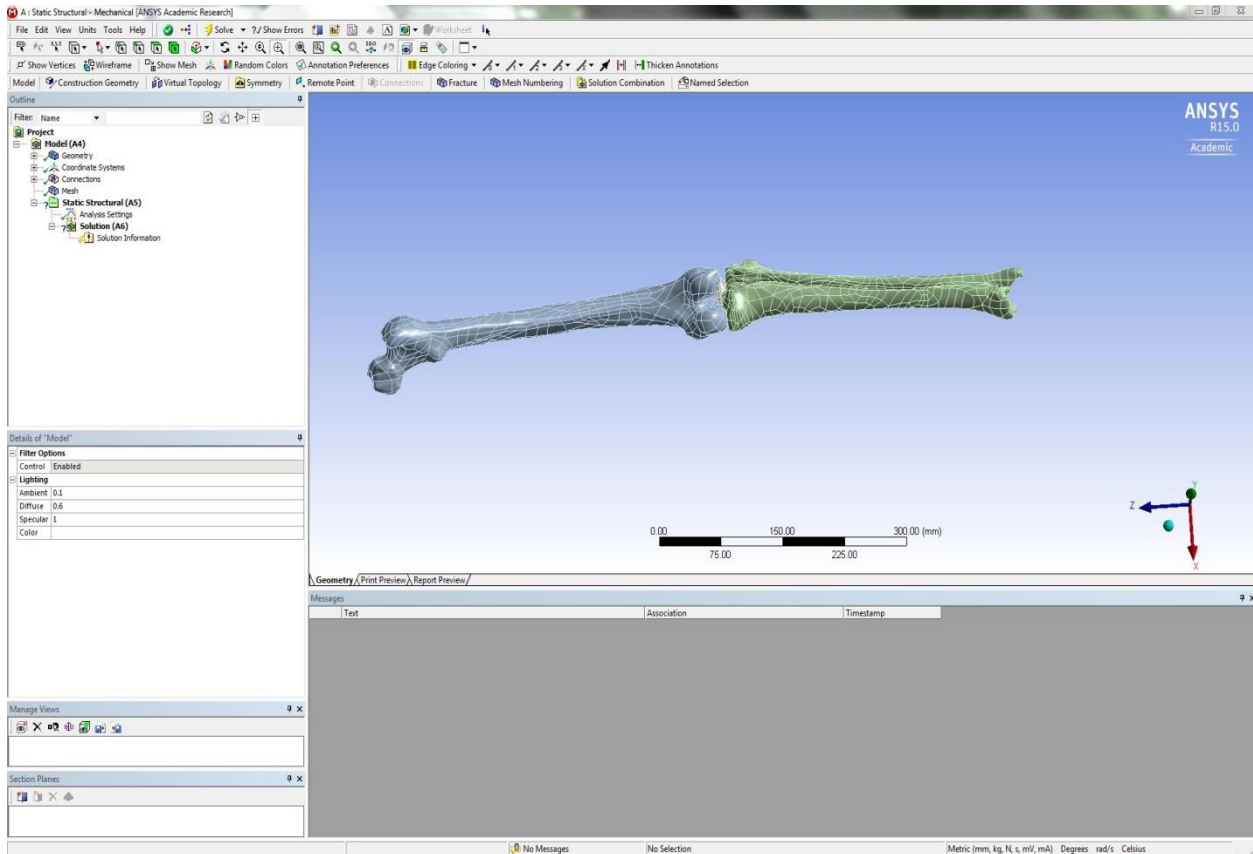 A : Static Structural - Mechanical [ANSYS Academic Research]
File Edit View Units Tools Help Solve ?/ Show Errors Worksheet
Show Vertices Wireframe Show Mesh Random Colors Annotation Preferences Edge Coloring Thicken Annotations
Model Construction Geometry Virtual Topology Symmetry Remote Point Connections Fracture Mesh Numbering Solution Combination Named Selection
Outline
Filter: Name
Project
Model (A4)
Geometry
Coordinate Systems
Connections
Mesh
Static Structural (A5)
Analysis Settings
Solution (A6)
Solution Information
ANSYS
R15.0
Academic
Details of "Model"
Filter Options
Control Enabled
Lighting
Ambient 0.1
Diffuse 0.6
Specular 1
Color
Y
Z
X
0.00 150.00 300.00 (mm)
75.00 225.00
Geometry Print Preview Report Preview
Messages
Text Association Timestamp
Manage Views
Section Planes
No Messages No Selection Metric (mm, kg, N, s, mV, mA) Degrees rad/s Celsius